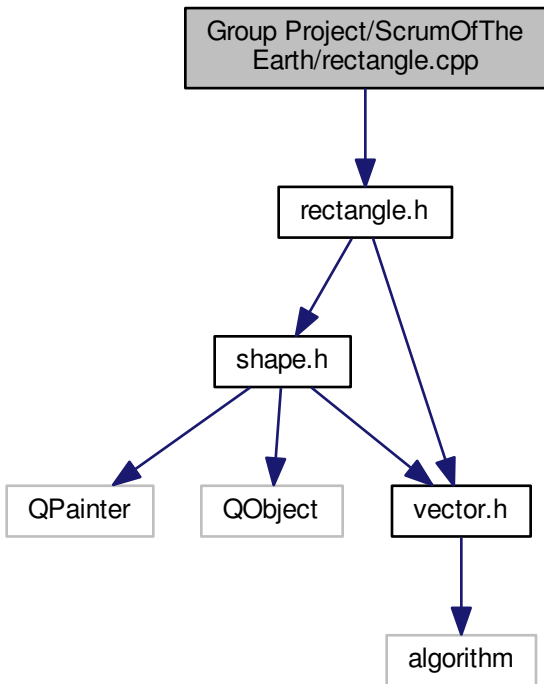 Group Project/ScrumOfThe
Earth/rectangle.cpp
rectangle.h
shape.h
QPainter
QObject
vector.h
algorithm